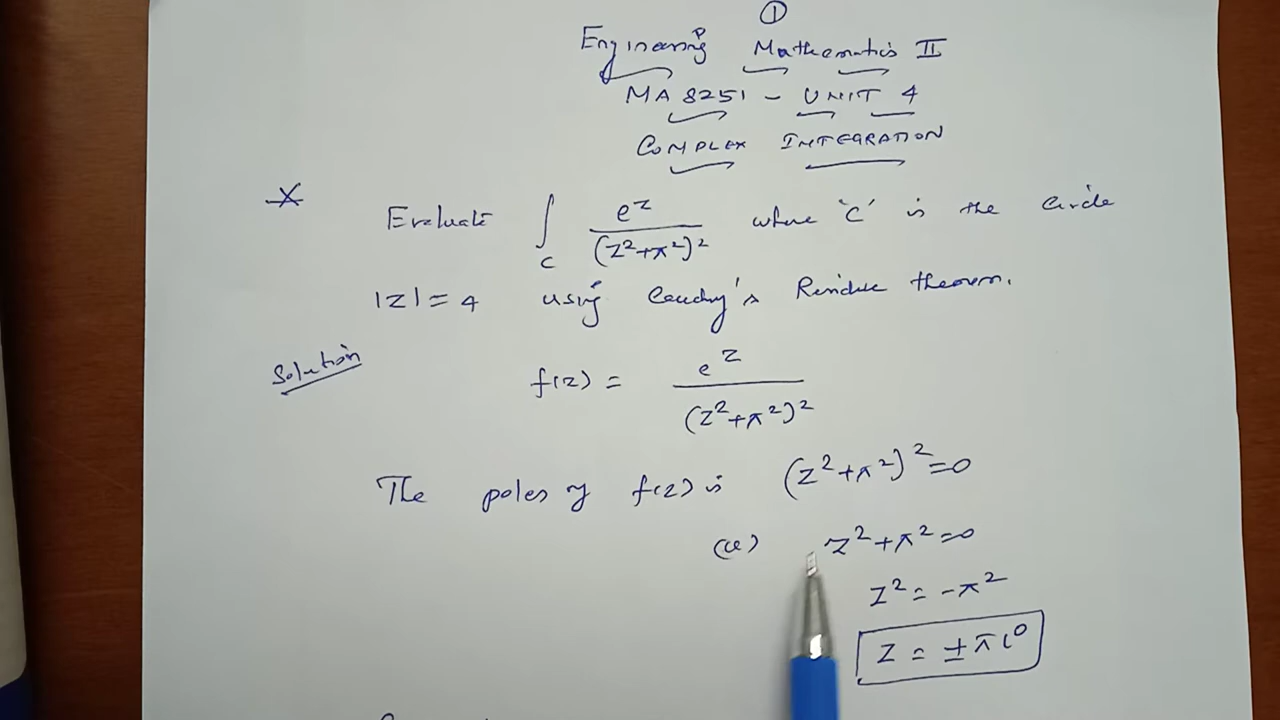 ①
Engineering Mathematics II
MA 8251 - UNIT 4
COMPLEX INTEGRATION
Evaluate ∫_C e^z / (z²+π²)² where 'C' is the circle
|z| = 4 using Cauchy's Residue theorem.
Solution
f(z) = e^z / (z²+π²)²
The poles of f(z) is (z²+π²)² = 0
(ie) z²+π² = 0
z² = -π²
z = ±πi